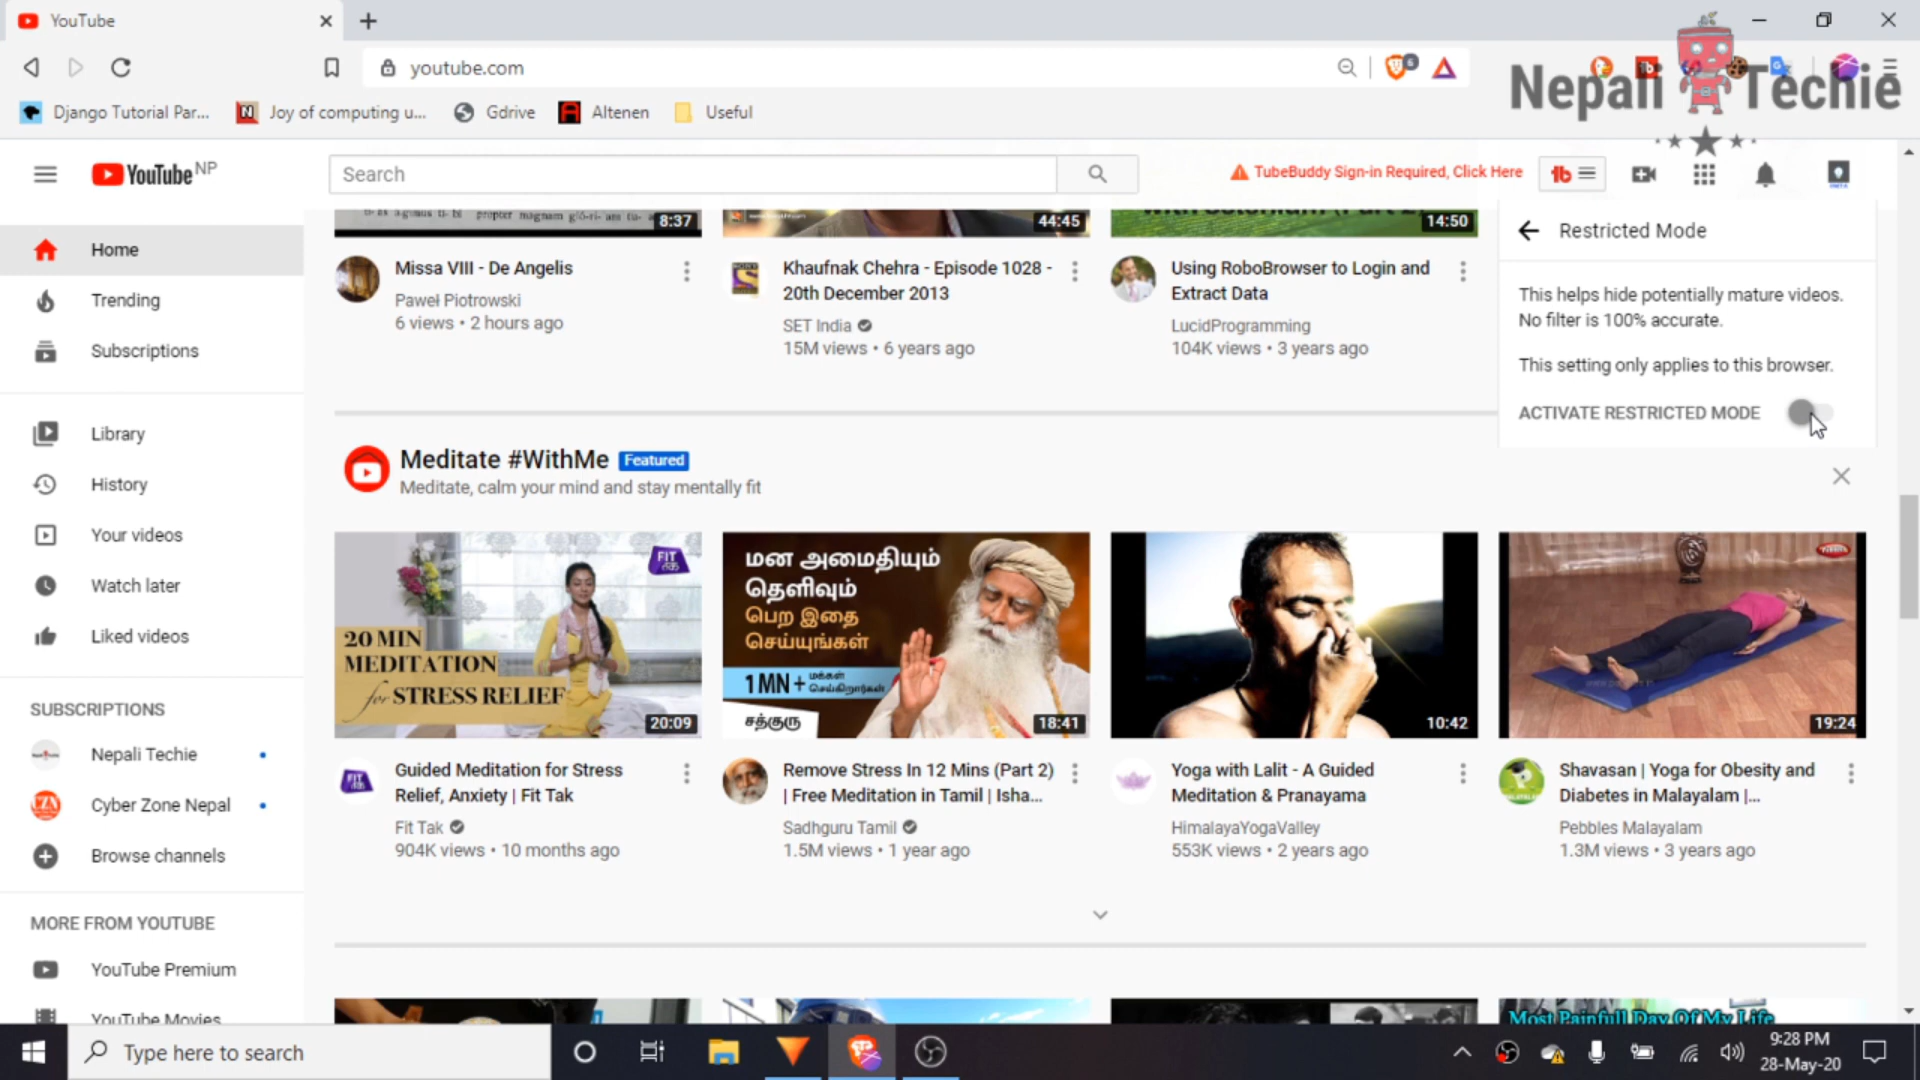 YouTube
youtube.com
6
Nepali Techie
Django Tutorial Par...
Joy of computing u...
Gdrive
Altenen
Useful
YouTube NP
Search
TubeBuddy Sign-in Required, Click Here
tb
Home
Trending
Subscriptions
Library
History
Your videos
Watch later
Liked videos
SUBSCRIPTIONS
Nepali Techie
Cyber Zone Nepal
Browse channels
MORE FROM YOUTUBE
YouTube Premium
YouTube Movies
8:37
44:45
14:50
Missa VIII - De Angelis
Paweł Piotrowski
6 views • 2 hours ago
Khaufnak Chehra - Episode 1028 -
20th December 2013
SET India
15M views • 6 years ago
Using RoboBrowser to Login and
Extract Data
LucidProgramming
104K views • 3 years ago
Restricted Mode
This helps hide potentially mature videos.
No filter is 100% accurate.
This setting only applies to this browser.
ACTIVATE RESTRICTED MODE
Meditate #WithMe Featured
Meditate, calm your mind and stay mentally fit
FIT
20 MIN
MEDITATION
for STRESS RELIEF
20:09
மன அமைதியும்
தெளிவும்
பெற இதை
செய்யுங்கள்
1 MN +
சத்குரு
18:41
10:42
Pebbles
19:24
Guided Meditation for Stress
Relief, Anxiety | Fit Tak
Fit Tak
904K views • 10 months ago
Remove Stress In 12 Mins (Part 2)
| Free Meditation in Tamil | Isha...
Sadhguru Tamil
1.5M views • 1 year ago
Yoga with Lalit - A Guided
Meditation & Pranayama
HimalayaYogaValley
553K views • 2 years ago
Shavasan | Yoga for Obesity and
Diabetes in Malayalam |...
Pebbles Malayalam
1.3M views • 3 years ago
Most Painfull Day Of My Life
Type here to search
9:28 PM
28-May-20